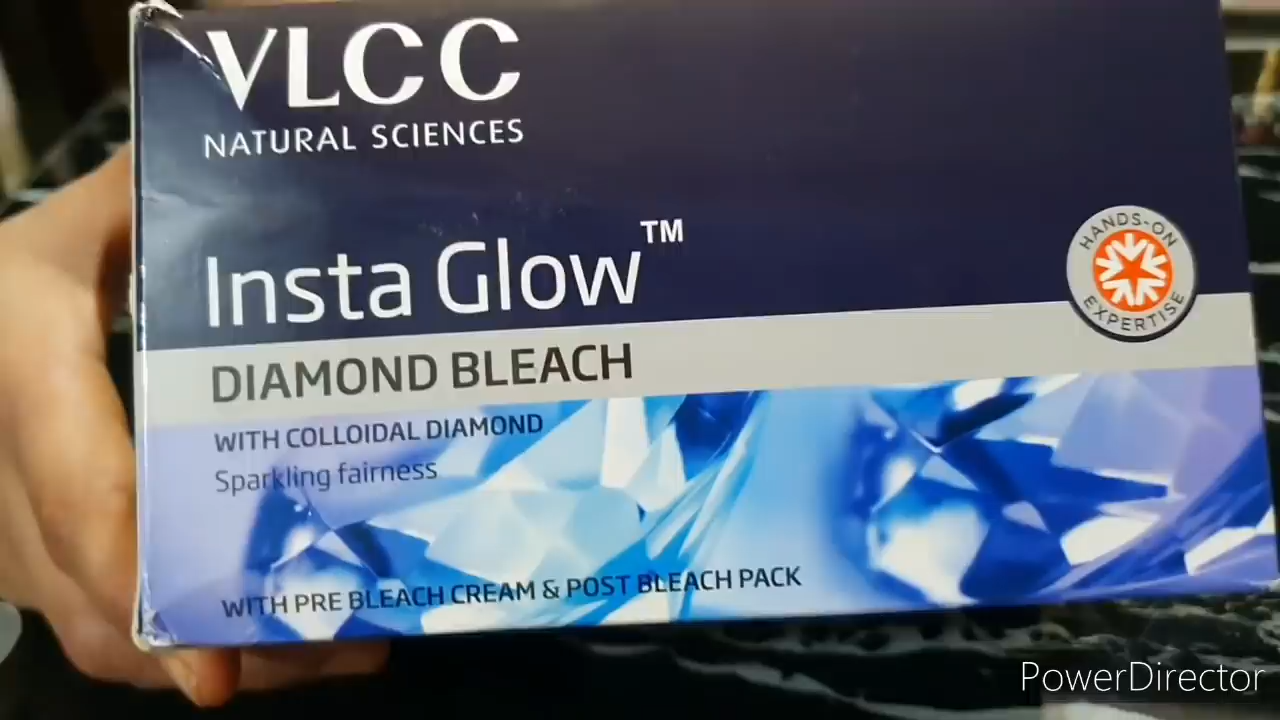 VLCC
NATURAL SCIENCES
Insta Glow™
HANDS-ON
EXPERTISE
DIAMOND BLEACH
WITH COLLOIDAL DIAMOND
Sparkling fairness
WITH PRE BLEACH CREAM & POST BLEACH PACK
PowerDirector